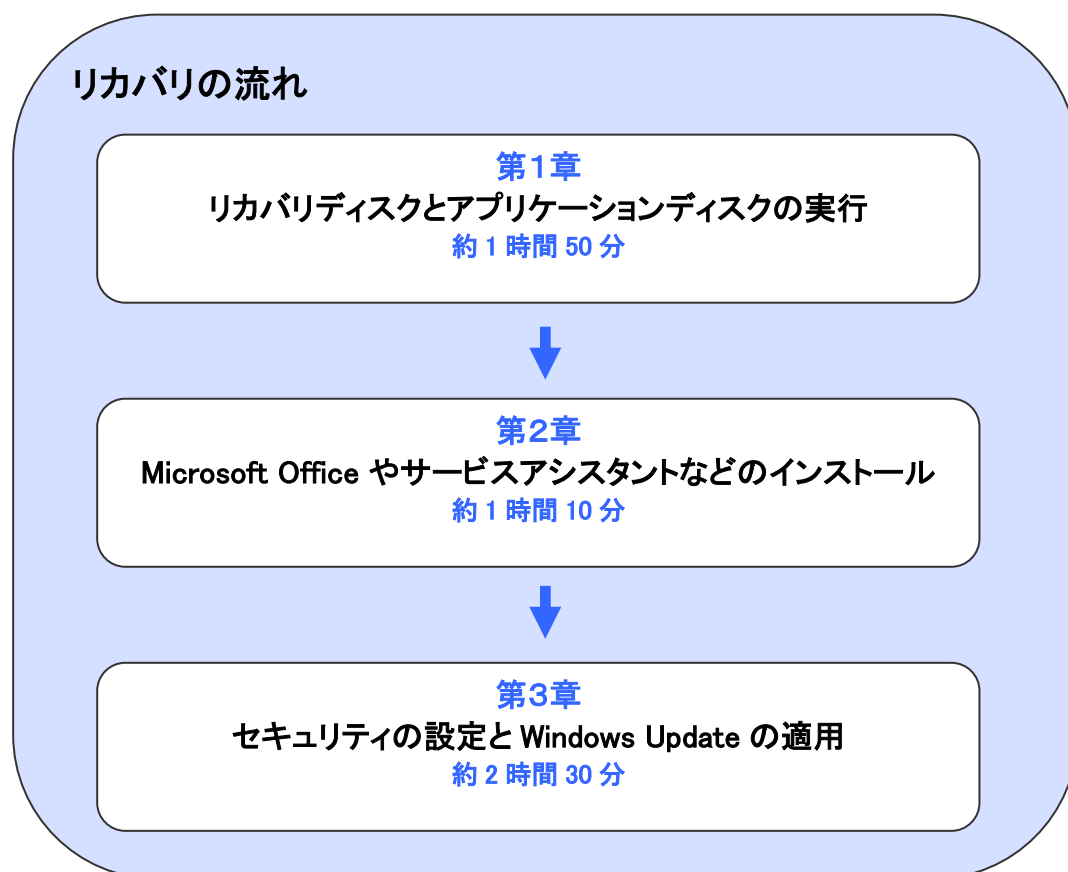 リカバリの流れ
第1章
リカバリディスクとアプリケーションディスクの実行
約 1 時間 50 分
第2章
Microsoft Office やサービスアシスタントなどのインストール
約 1 時間 10 分
第3章
セキュリティの設定と Windows Update の適用
約 2 時間 30 分